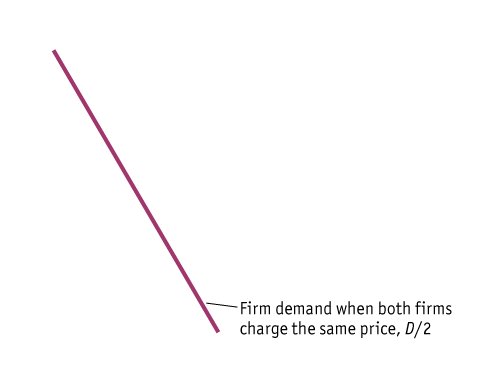 Firm demand when both firms
charge the same price, D/2